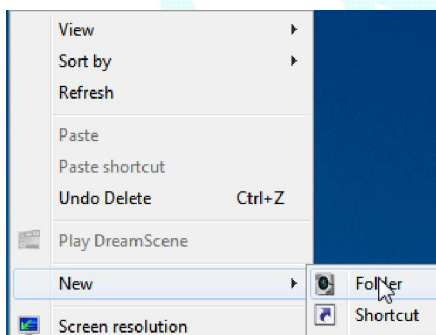 View
Sort by
Refresh
Paste
Paste shortcut
Undo Delete Ctrl+Z
Play DreamScene
New
Folder
Shortcut
Screen resolution